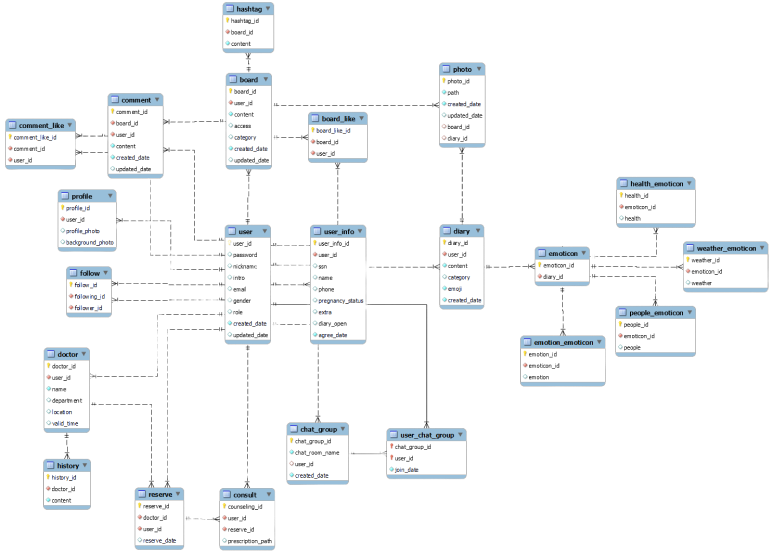 hashtag
hashtag_id
board_id
content
board
board_id
user_id
content
access
category
created_date
updated_date
photo
photo_id
path
created_date
updated_date
board_id
diary_id
comment
comment_id
board_id
user_id
content
created_date
updated_date
comment_like
comment_like_id
comment_id
user_id
board_like
board_like_id
board_id
user_id
profile
profile_id
user_id
profile_photo
background_photo
health_emoticon
health_id
emoticon_id
health
user
user_id
password
nickname
intro
email
gender
role
created_date
updated_date
user_info
user_info_id
user_id
ssn
name
phone
pregnancy_status
extra
diary_open
agree_date
diary
diary_id
user_id
content
category
emoji
created_date
emoticon
emoticon_id
diary_id
weather_emoticon
weather_id
emoticon_id
weather
follow
follow_id
following_id
follower_id
people_emoticon
people_id
emoticon_id
people
emotion_emoticon
emotion_id
emoticon_id
emotion
doctor
doctor_id
user_id
name
department
location
valid_time
chat_group
chat_group_id
chat_room_name
user_id
created_date
user_chat_group
chat_group_id
user_id
join_date
history
history_id
doctor_id
content
reserve
reserve_id
doctor_id
user_id
reserve_date
consult
counseling_id
user_id
reserve_id
prescription_path